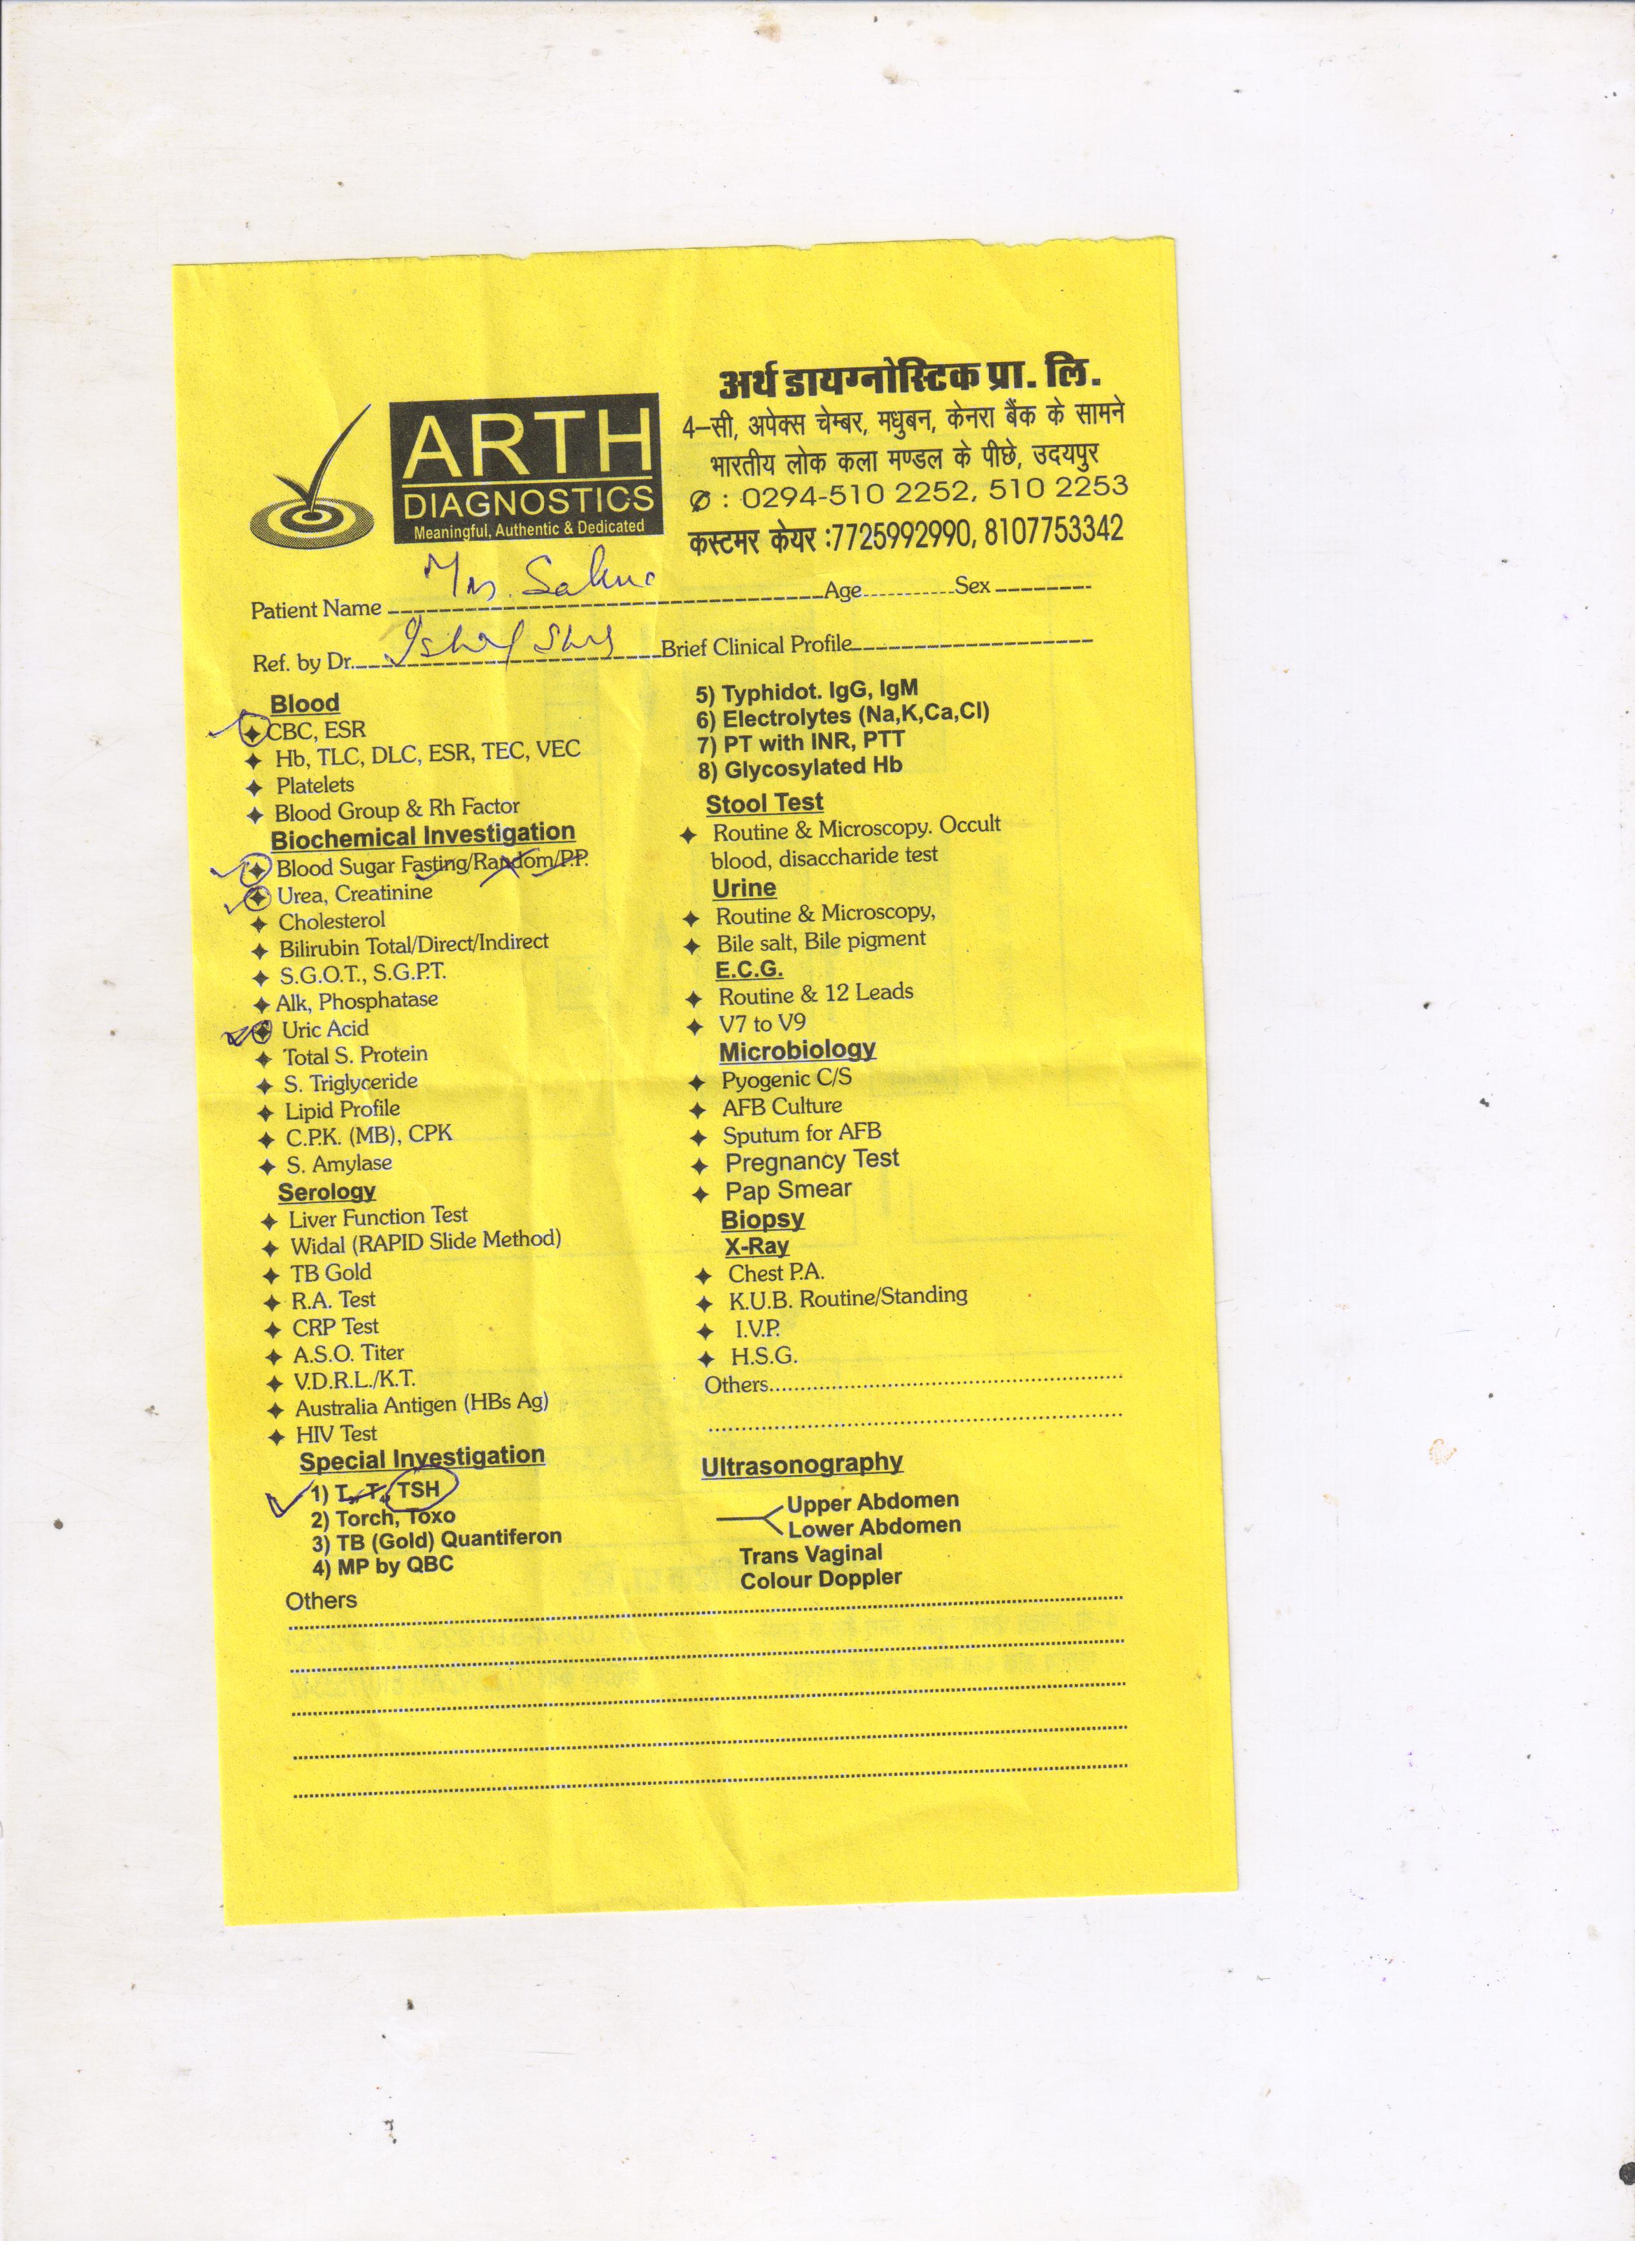 अर्थ डायग्नोस्टिक प्रा. लि.
4-सी, अपेक्स चेम्बर, मधुबन, केनरा बैंक के सामने
भारतीय लोक कला मण्डल के पीछे, उदयपुर
: 0294-510 2252, 510 2253
कस्टमर केयर :7725992990, 8107753342
ARTH
DIAGNOSTICS
Meaningful, Authentic & Dedicated
Patient Name Mrs. Age Sex
Ref. by Dr. Brief Clinical Profile
Blood
CBC, ESR
Hb, TLC, DLC, ESR, TEC, VEC
Platelets
Blood Group & Rh Factor
Biochemical Investigation
Blood Sugar Fasting/Random/P.P.
Urea, Creatinine
Cholesterol
Bilirubin Total/Direct/Indirect
S.G.O.T., S.G.P.T.
Alk, Phosphatase
Uric Acid
Total S. Protein
S. Triglyceride
Lipid Profile
C.P.K. (MB), CPK
S. Amylase
Serology
Liver Function Test
Widal (RAPID Slide Method)
TB Gold
R.A. Test
CRP Test
A.S.O. Titer
V.D.R.L./K.T.
Australia Antigen (HBs Ag)
HIV Test
Special Investigation
1) T₃, T₄, TSH
2) Torch, Toxo
3) TB (Gold) Quantiferon
4) MP by QBC
5) Typhidot. IgG, IgM
6) Electrolytes (Na,K,Ca,Cl)
7) PT with INR, PTT
8) Glycosylated Hb
Stool Test
Routine & Microscopy. Occult
blood, disaccharide test
Urine
Routine & Microscopy,
Bile salt, Bile pigment
E.C.G.
Routine & 12 Leads
V7 to V9
Microbiology
Pyogenic C/S
AFB Culture
Sputum for AFB
Pregnancy Test
Pap Smear
Biopsy
X-Ray
Chest P.A.
K.U.B. Routine/Standing
I.V.P.
H.S.G.
Others
Ultrasonography
Upper Abdomen
Lower Abdomen
Trans Vaginal
Colour Doppler
Others